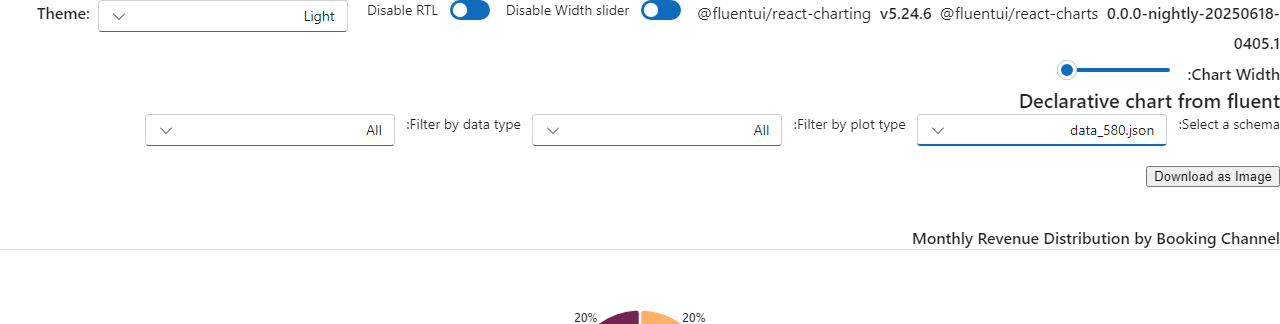 Theme: Light Disable RTL Disable Width slider @fluentui/react-charting v5.24.6 @fluentui/react-charts 0.0.0-nightly-20250618-
0405.1
:Chart Width
Declarative chart from fluent
:Select a schema data_580.json :Filter by plot type All :Filter by data type All
Download as Image
Monthly Revenue Distribution by Booking Channel
20% 20%